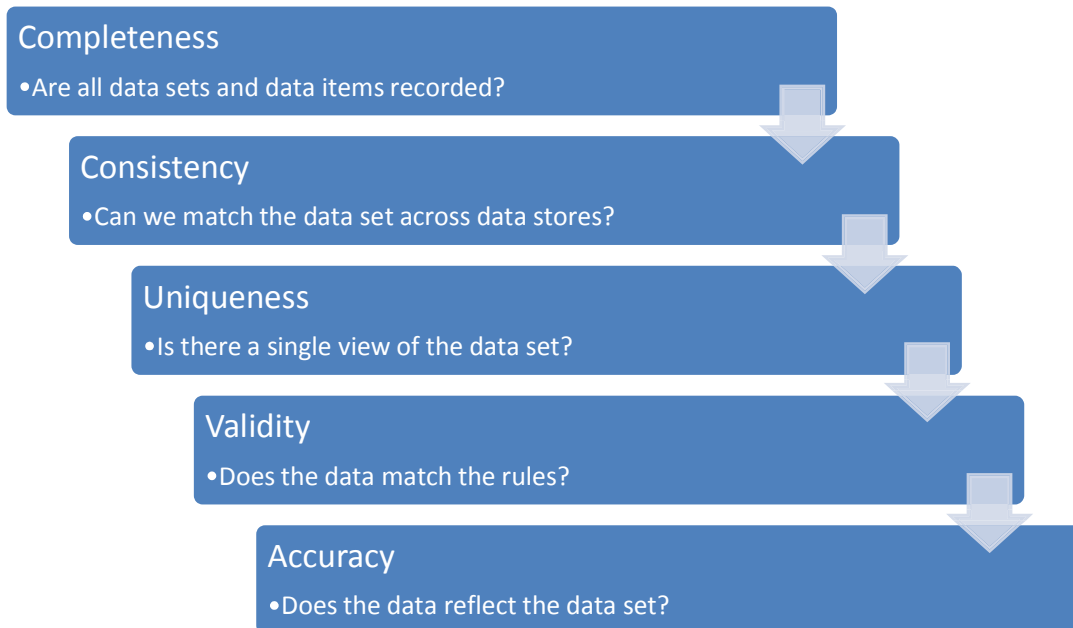 Completeness
•Are all data sets and data items recorded?
Consistency
•Can we match the data set across data stores?
Uniqueness
•Is there a single view of the data set?
Validity
•Does the data match the rules?
Accuracy
•Does the data reflect the data set?